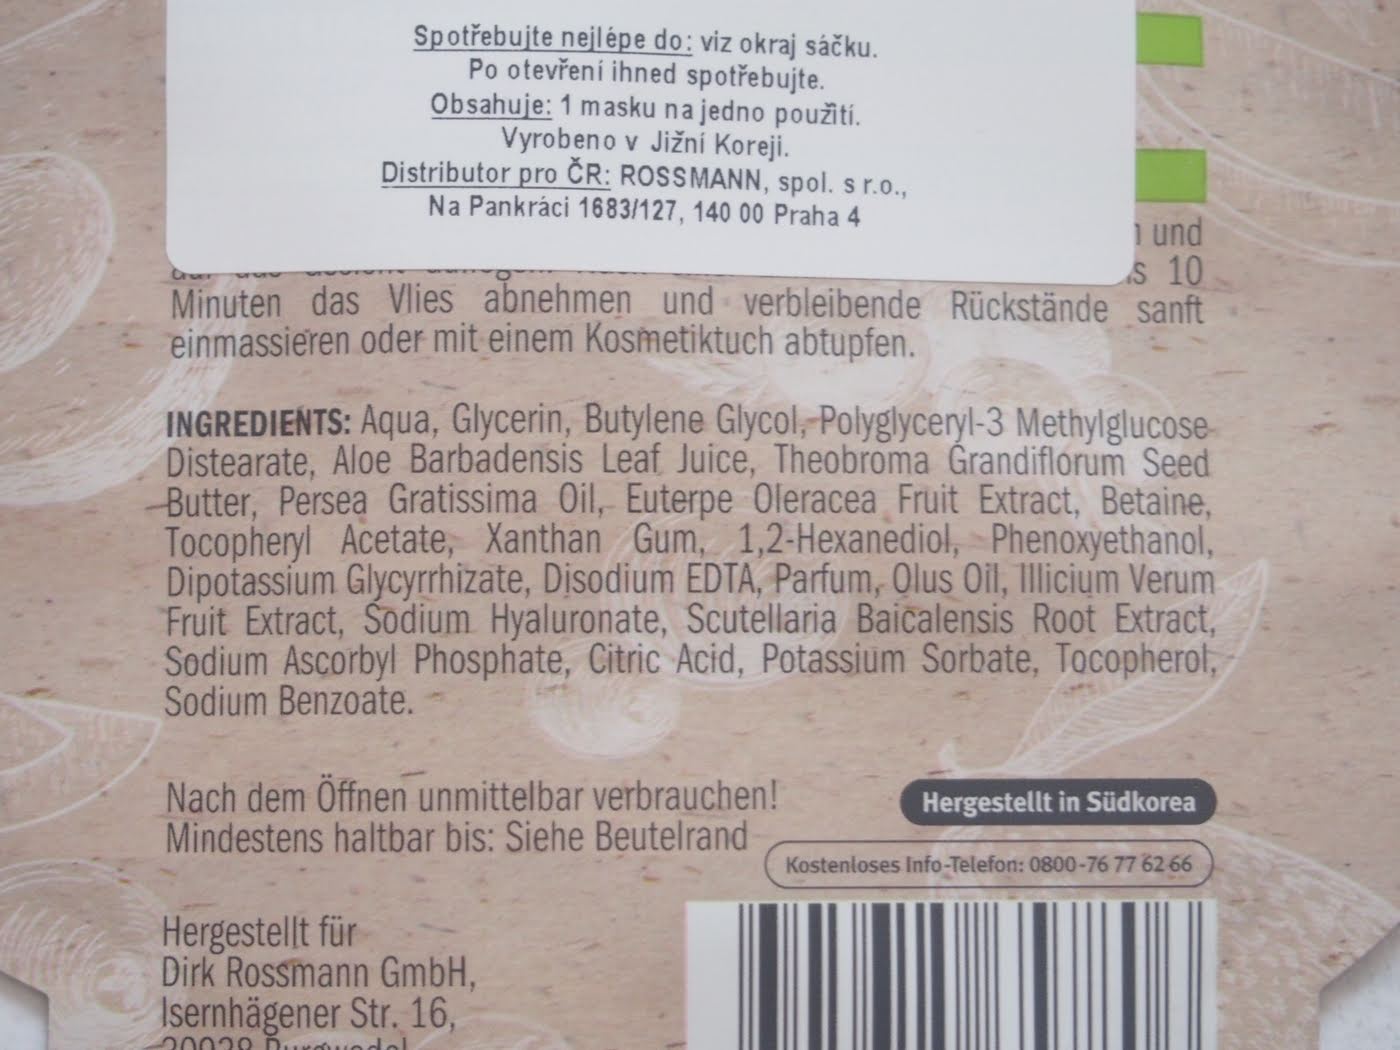 Spotřebujte nejlépe do: viz okraj sáčku.
Po otevření ihned spotřebujte.
Obsahuje: 1 masku na jedno použití.
Vyrobeno v Jižní Koreji.
Distributor pro ČR: ROSSMANN, spol. s r.o.,
Na Pankráci 1683/127, 140 00 Praha 4
und
10
Minuten das Vlies abnehmen und verbleibende Rückstände sanft
einmassieren oder mit einem Kosmetiktuch abtupfen.
INGREDIENTS: Aqua, Glycerin, Butylene Glycol, Polyglyceryl-3 Methylglucose
Distearate, Aloe Barbadensis Leaf Juice, Theobroma Grandiflorum Seed
Butter, Persea Gratissima Oil, Euterpe Oleracea Fruit Extract, Betaine,
Tocopheryl Acetate, Xanthan Gum, 1,2-Hexanediol, Phenoxyethanol,
Dipotassium Glycyrrhizate, Disodium EDTA, Parfum, Olus Oil, Illicium Verum
Fruit Extract, Sodium Hyaluronate, Scutellaria Baicalensis Root Extract,
Sodium Ascorbyl Phosphate, Citric Acid, Potassium Sorbate, Tocopherol,
Sodium Benzoate.
Nach dem Öffnen unmittelbar verbrauchen!
Mindestens haltbar bis: Siehe Beutelrand
Hergestellt in Südkorea
Kostenloses Info-Telefon: 0800-76 77 62 66
Hergestellt für
Dirk Rossmann GmbH,
Isernhägener Str. 16,